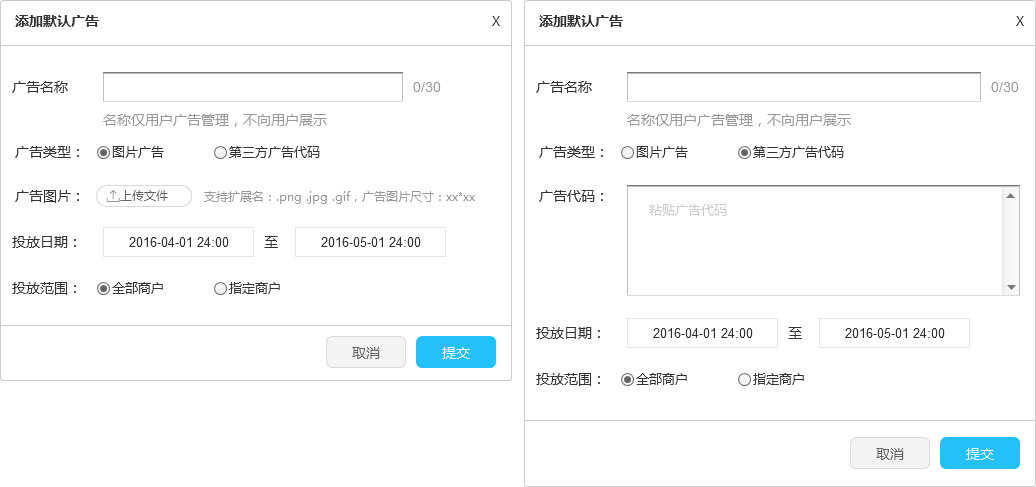 添加默认广告 X
广告名称 0/30
名称仅用户广告管理，不向用户展示
广告类型： 图片广告 第三方广告代码
广告图片： 上传文件 支持扩展名：.png .jpg .gif，广告图片尺寸：xx*xx
投放日期： 2016-04-01 24:00 至 2016-05-01 24:00
投放范围： 全部商户 指定商户
取消 提交
添加默认广告 X
广告名称 0/30
名称仅用户广告管理，不向用户展示
广告类型： 图片广告 第三方广告代码
广告代码： 粘贴广告代码
投放日期： 2016-04-01 24:00 至 2016-05-01 24:00
投放范围： 全部商户 指定商户
取消 提交